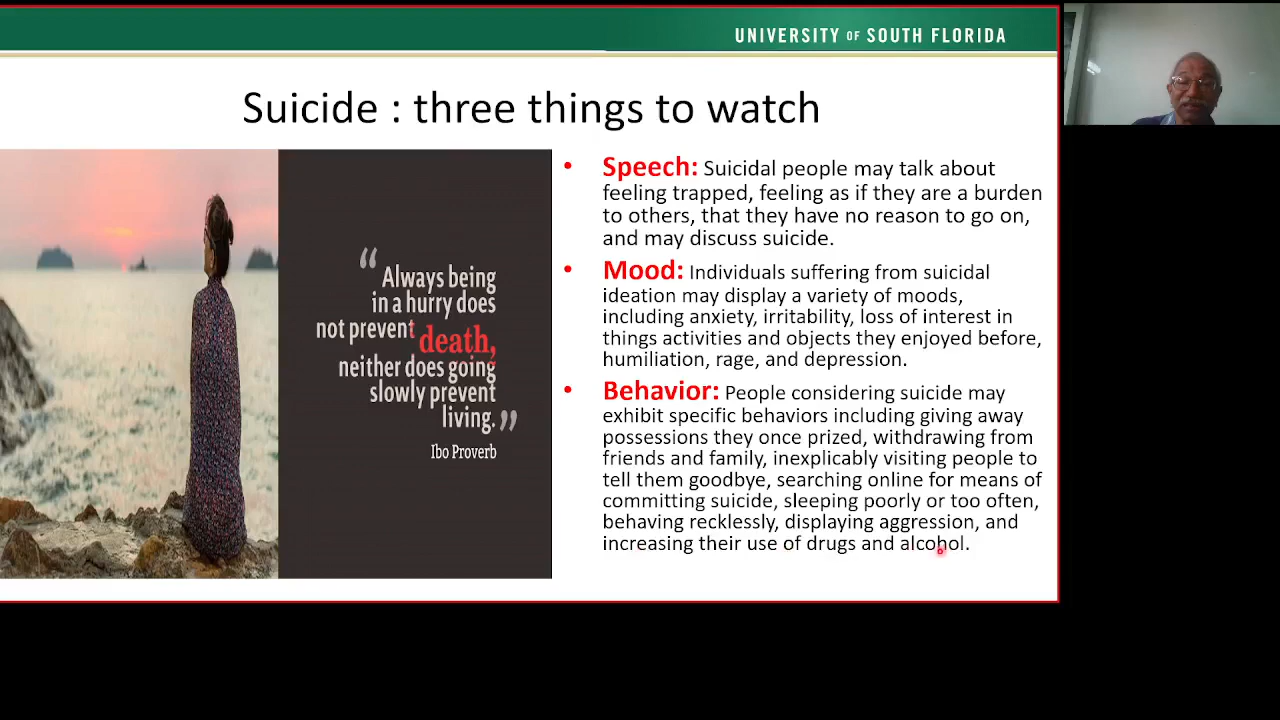 UNIVERSITY OF SOUTH FLORIDA
Suicide : three things to watch
“Always being
in a hurry does
not prevent death,
neither does going
slowly prevent
living.”
Ibo Proverb
• Speech: Suicidal people may talk about
feeling trapped, feeling as if they are a burden
to others, that they have no reason to go on,
and may discuss suicide.
• Mood: Individuals suffering from suicidal
ideation may display a variety of moods,
including anxiety, irritability, loss of interest in
things activities and objects they enjoyed before,
humiliation, rage, and depression.
• Behavior: People considering suicide may
exhibit specific behaviors including giving away
possessions they once prized, withdrawing from
friends and family, inexplicably visiting people to
tell them goodbye, searching online for means of
committing suicide, sleeping poorly or too often,
behaving recklessly, displaying aggression, and
increasing their use of drugs and alcohol.